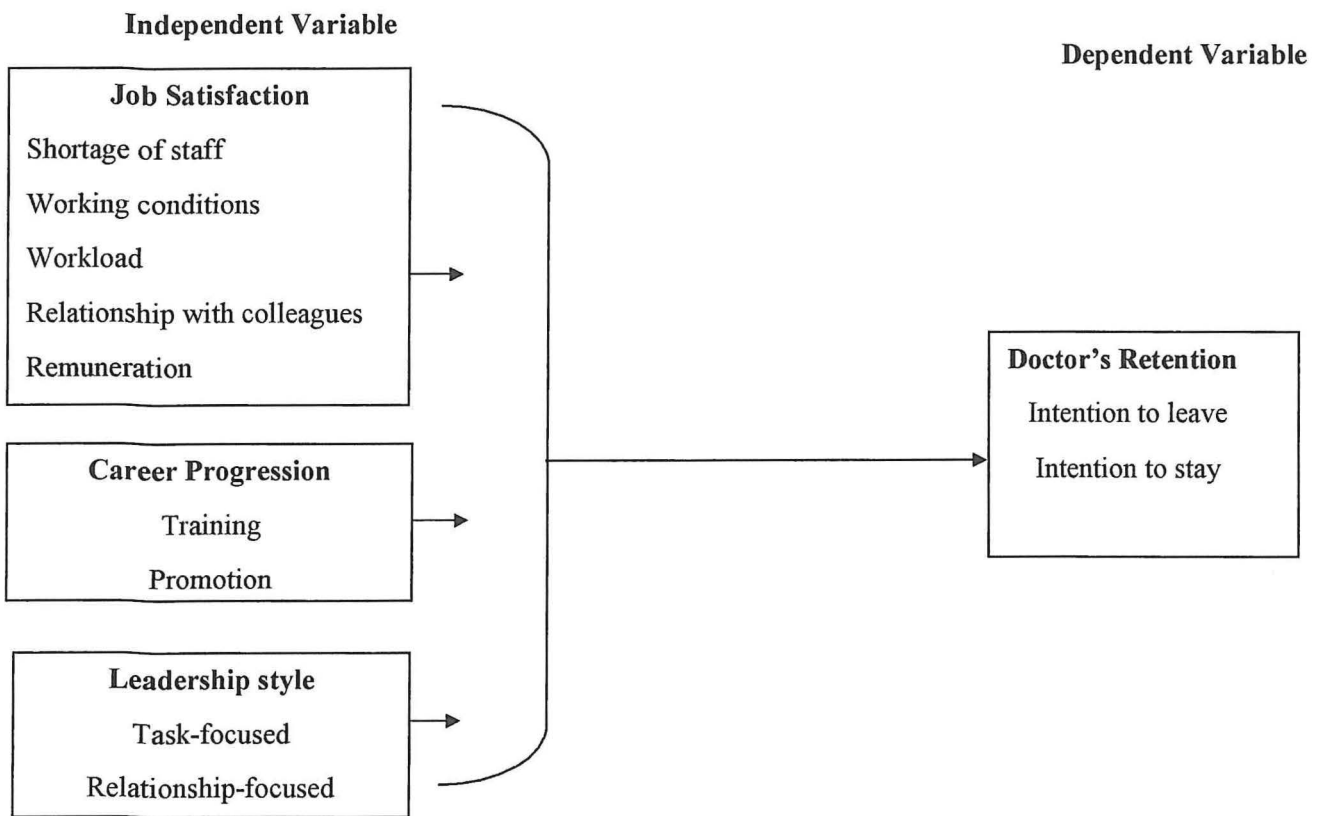 Independent Variable
Dependent Variable
Job Satisfaction
Shortage of staff
Working conditions
Workload
Relationship with colleagues
Remuneration
Career Progression
Training
Promotion
Leadership style
Task-focused
Relationship-focused
Doctor's Retention
Intention to leave
Intention to stay